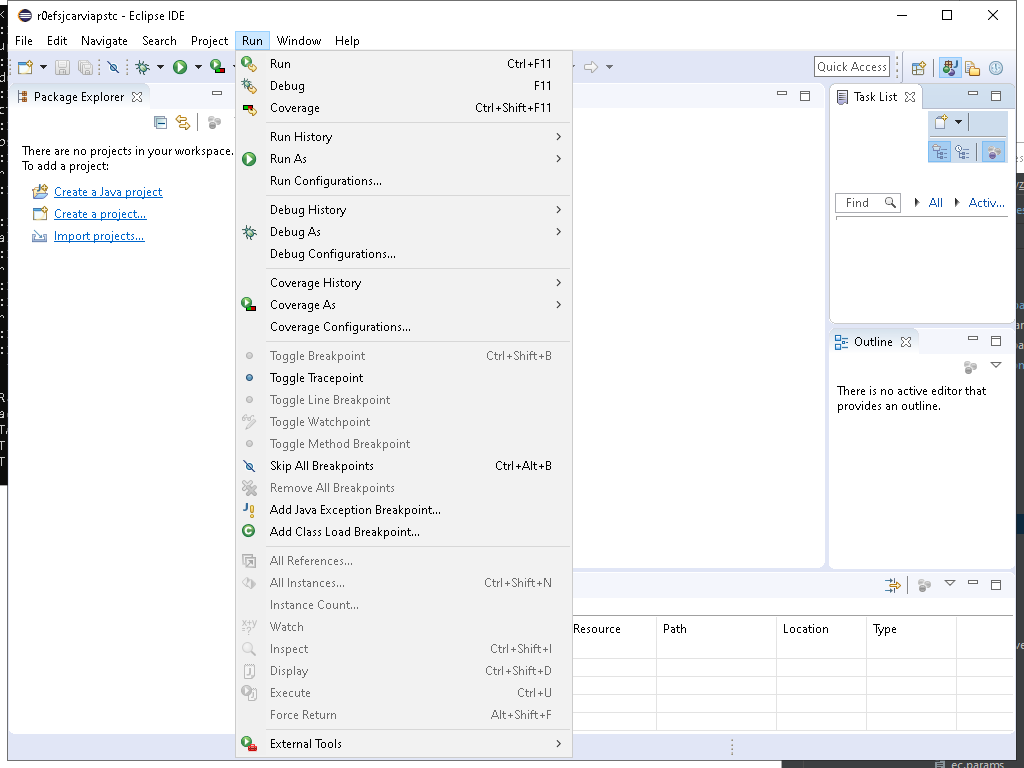 r0efsjcarviapstc - Eclipse IDE
File Edit Navigate Search Project Run Window Help
Quick Access
Package Explorer
There are no projects in your workspace.
To add a project:
Create a Java project
Create a project...
Import projects...
Run Ctrl+F11
Debug F11
Coverage Ctrl+Shift+F11
Run History
Run As
Run Configurations...
Debug History
Debug As
Debug Configurations...
Coverage History
Coverage As
Coverage Configurations...
Toggle Breakpoint Ctrl+Shift+B
Toggle Tracepoint
Toggle Line Breakpoint
Toggle Watchpoint
Toggle Method Breakpoint
Skip All Breakpoints Ctrl+Alt+B
Remove All Breakpoints
Add Java Exception Breakpoint...
Add Class Load Breakpoint...
All References...
All Instances... Ctrl+Shift+N
Instance Count...
Watch
Inspect Ctrl+Shift+I
Display Ctrl+Shift+D
Execute Ctrl+U
Force Return Alt+Shift+F
External Tools
Task List
Find All Activ...
Outline
There is no active editor that
provides an outline.
Resource Path Location Type
ec.params